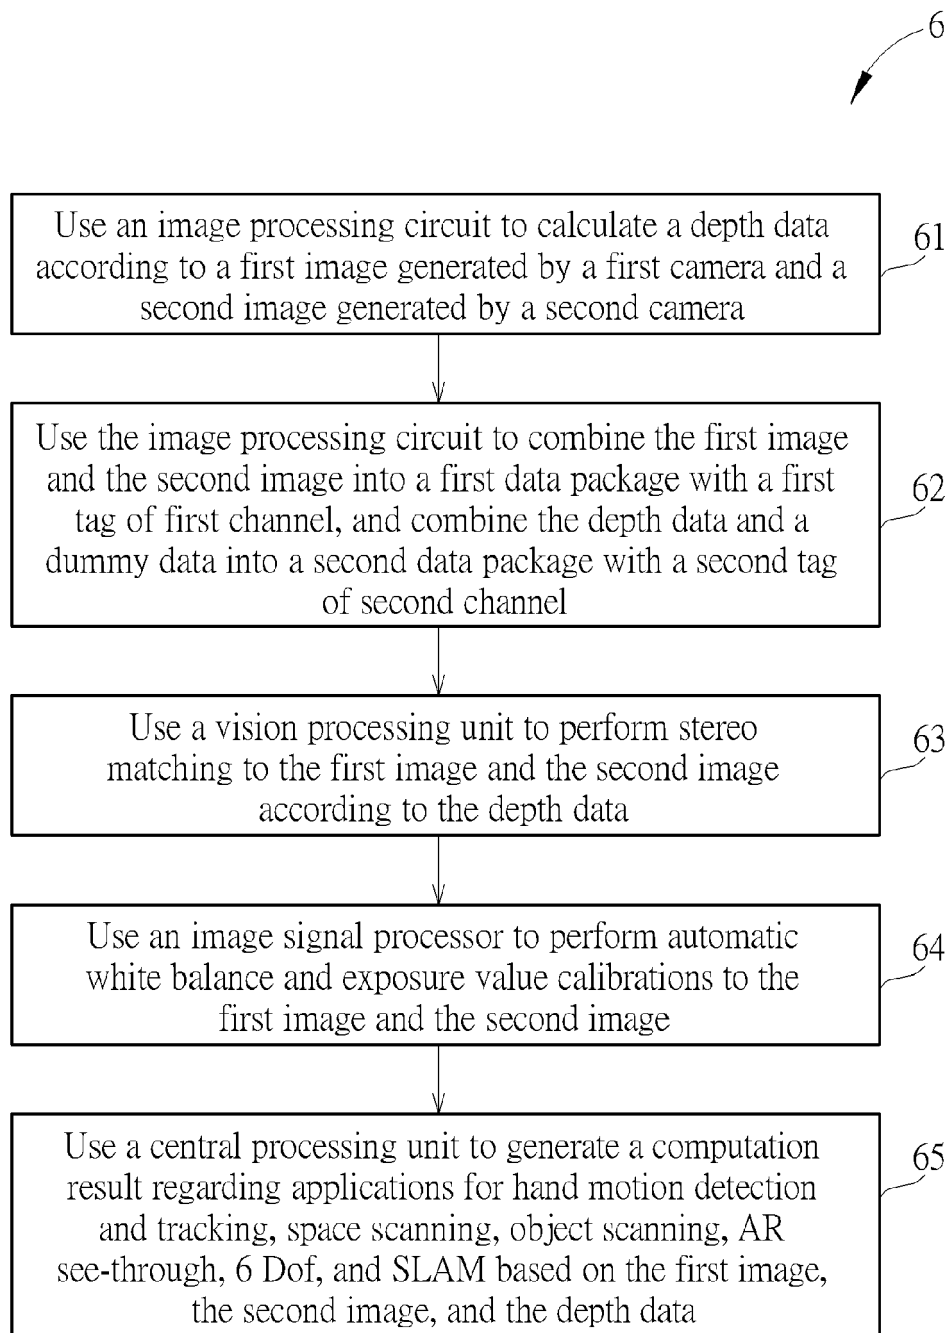 6
Use an image processing circuit to calculate a depth data
according to a first image generated by a first camera and a
second image generated by a second camera
61
Use the image processing circuit to combine the first image
and the second image into a first data package with a first
tag of first channel, and combine the depth data and a
dummy data into a second data package with a second tag
of second channel
62
Use a vision processing unit to perform stereo
matching to the first image and the second image
according to the depth data
63
Use an image signal processor to perform automatic
white balance and exposure value calibrations to the
first image and the second image
64
Use a central processing unit to generate a computation
result regarding applications for hand motion detection
and tracking, space scanning, object scanning, AR
see-through, 6 Dof, and SLAM based on the first image,
the second image, and the depth data
65